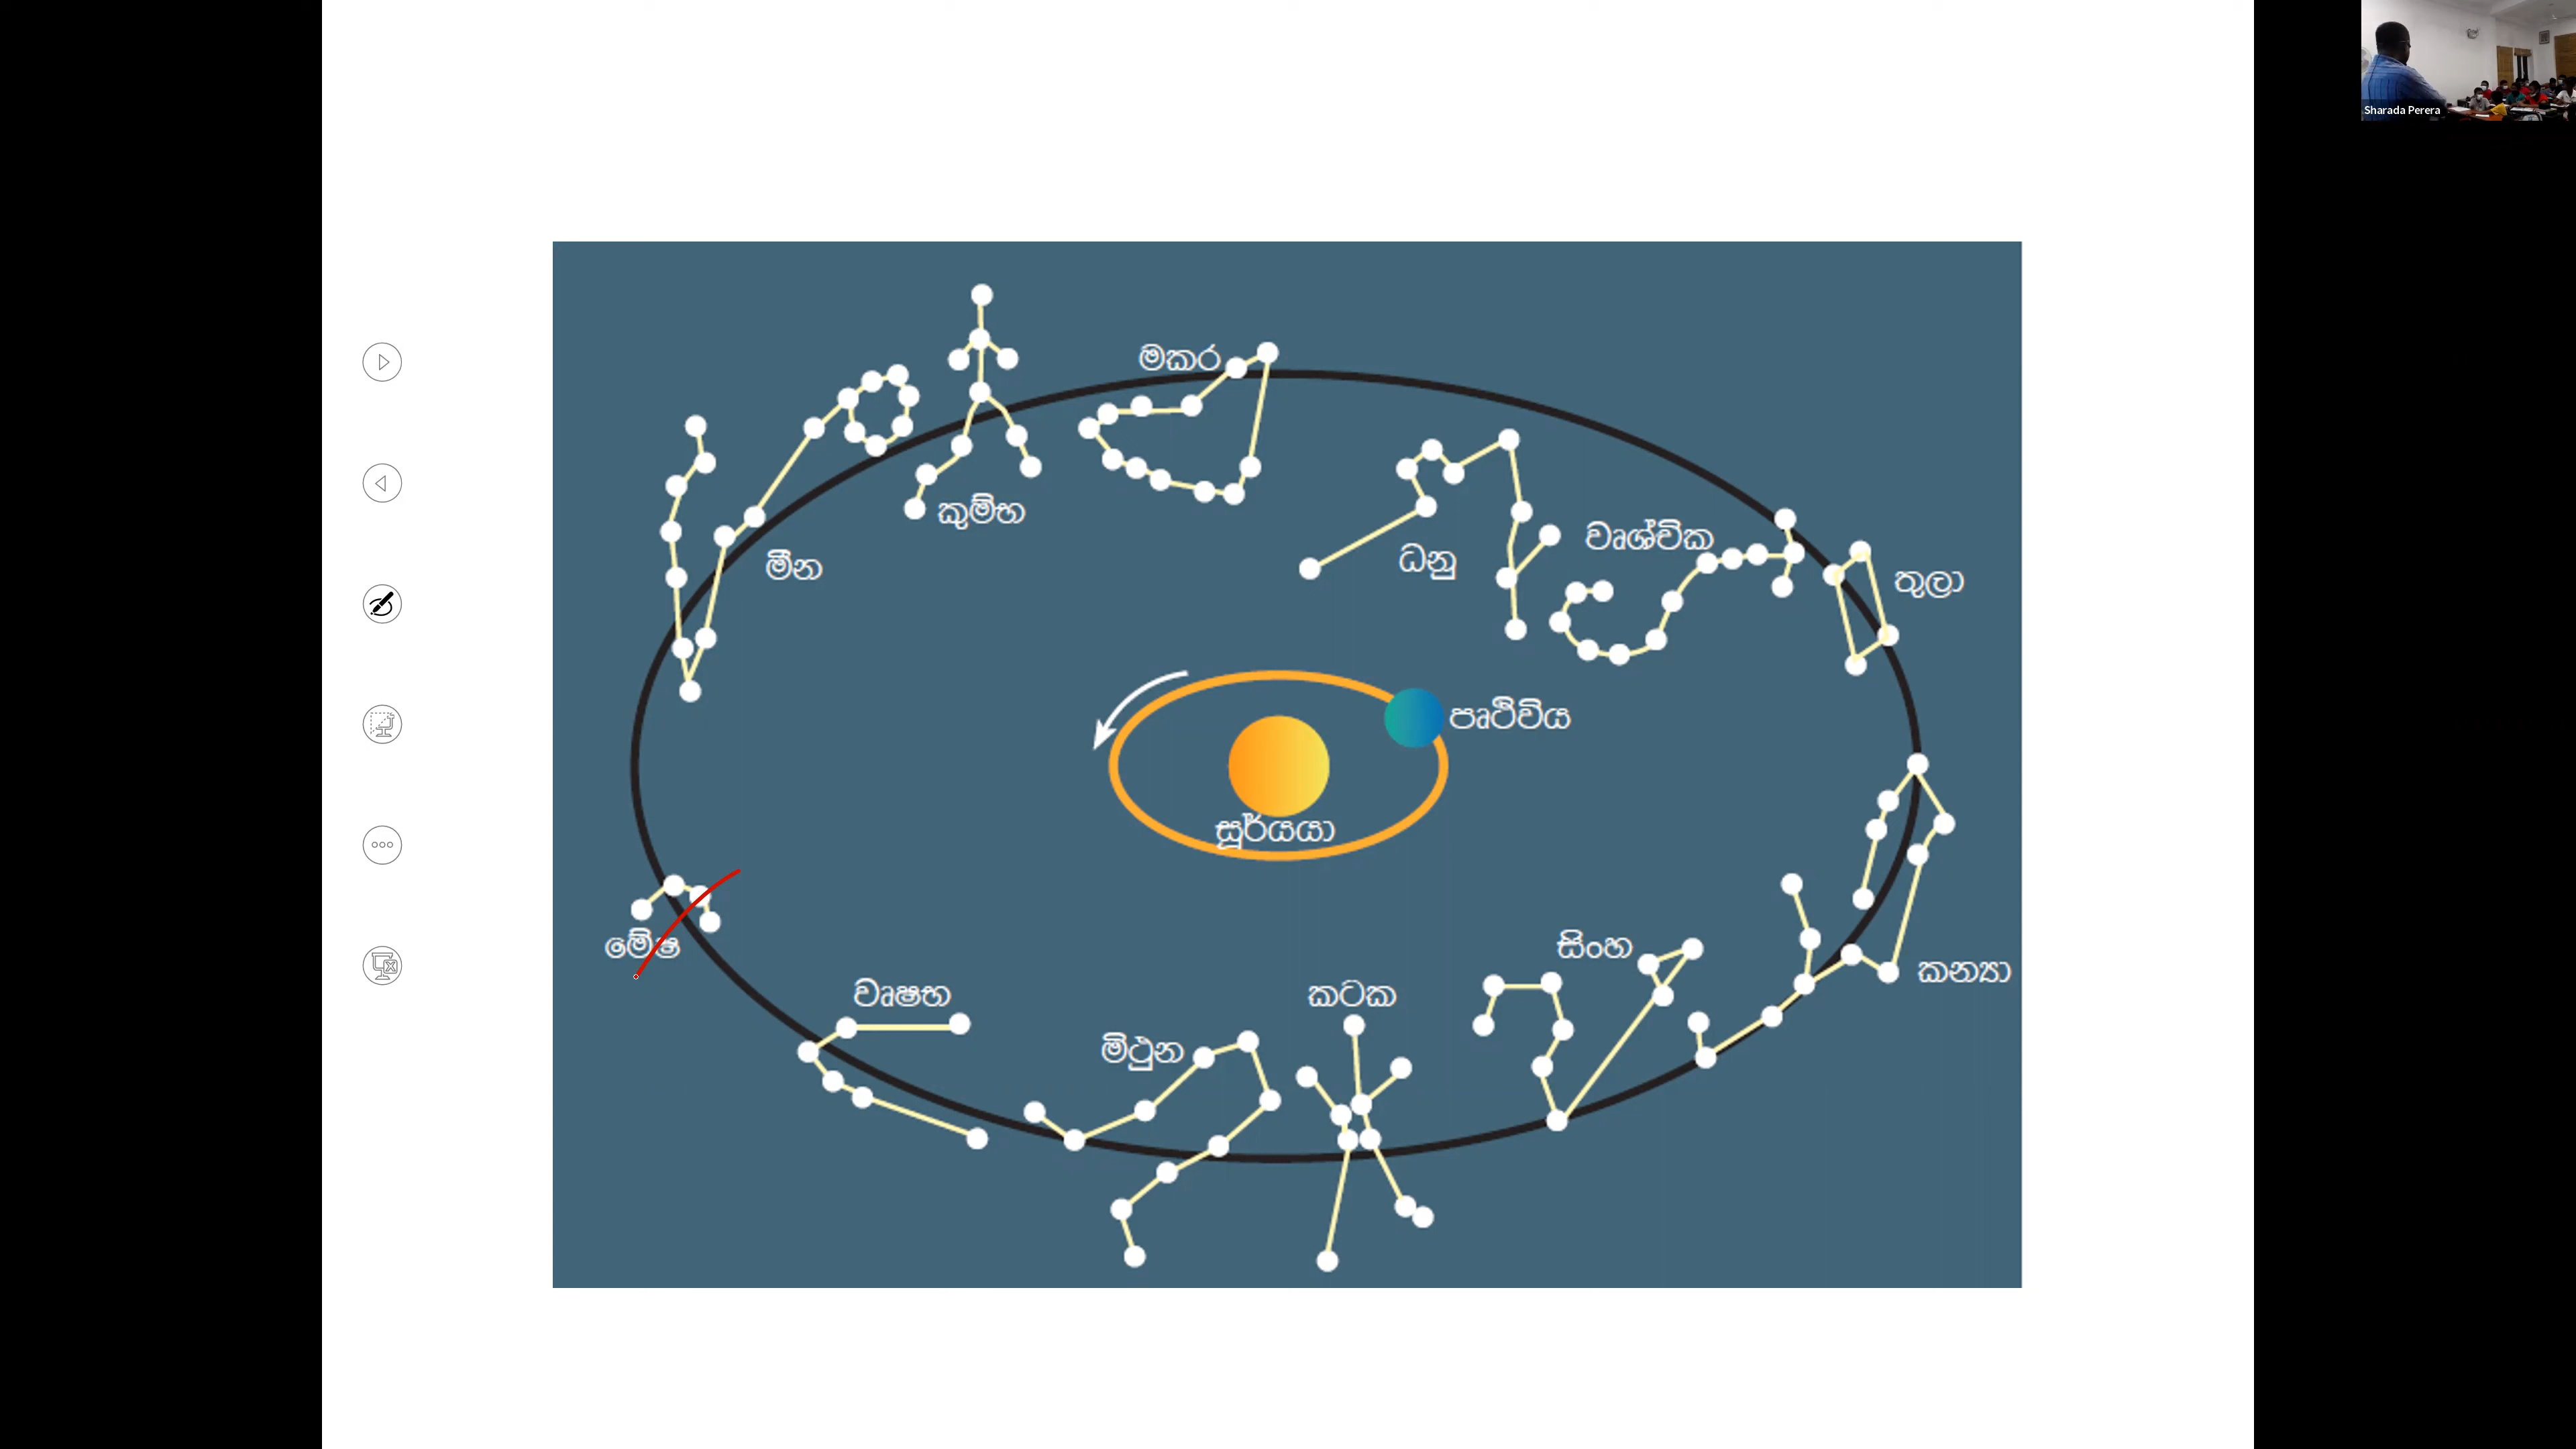 Sharada Perera
මකර
කුම්භ
වෘශ්චික
ධනු
මීන
තුලා
පෘථිවිය
සූර්යයා
මේෂ
සිංහ
කන්‍යා
වෘෂභ
කටක
මිථුන